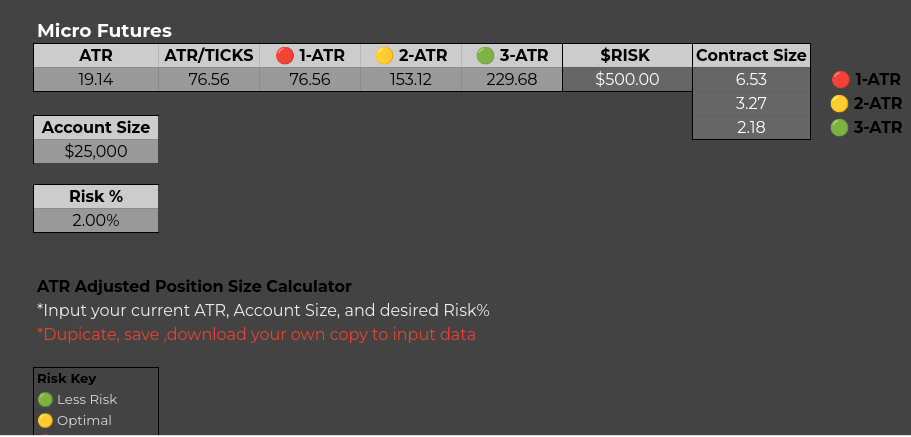 Micro Futures
ATR ATR/TICKS 🔴 1-ATR 🟡 2-ATR 🟢 3-ATR $RISK Contract Size
19.14 76.56 76.56 153.12 229.68 $500.00 6.53 🔴 1-ATR
3.27 🟡 2-ATR
Account Size 2.18 🟢 3-ATR
$25,000
Risk %
2.00%
ATR Adjusted Position Size Calculator
*Input your current ATR, Account Size, and desired Risk%
*Dupicate, save ,download your own copy to input data
Risk Key
🟢 Less Risk
🟡 Optimal